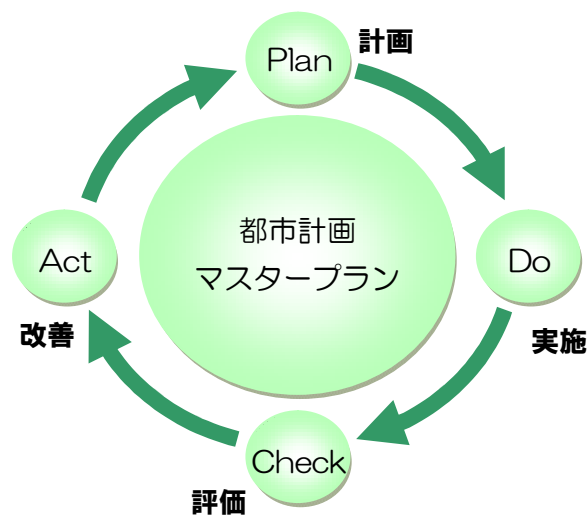 Plan
計画
都市計画
マスタープラン
Act
改善
Do
実施
Check
評価